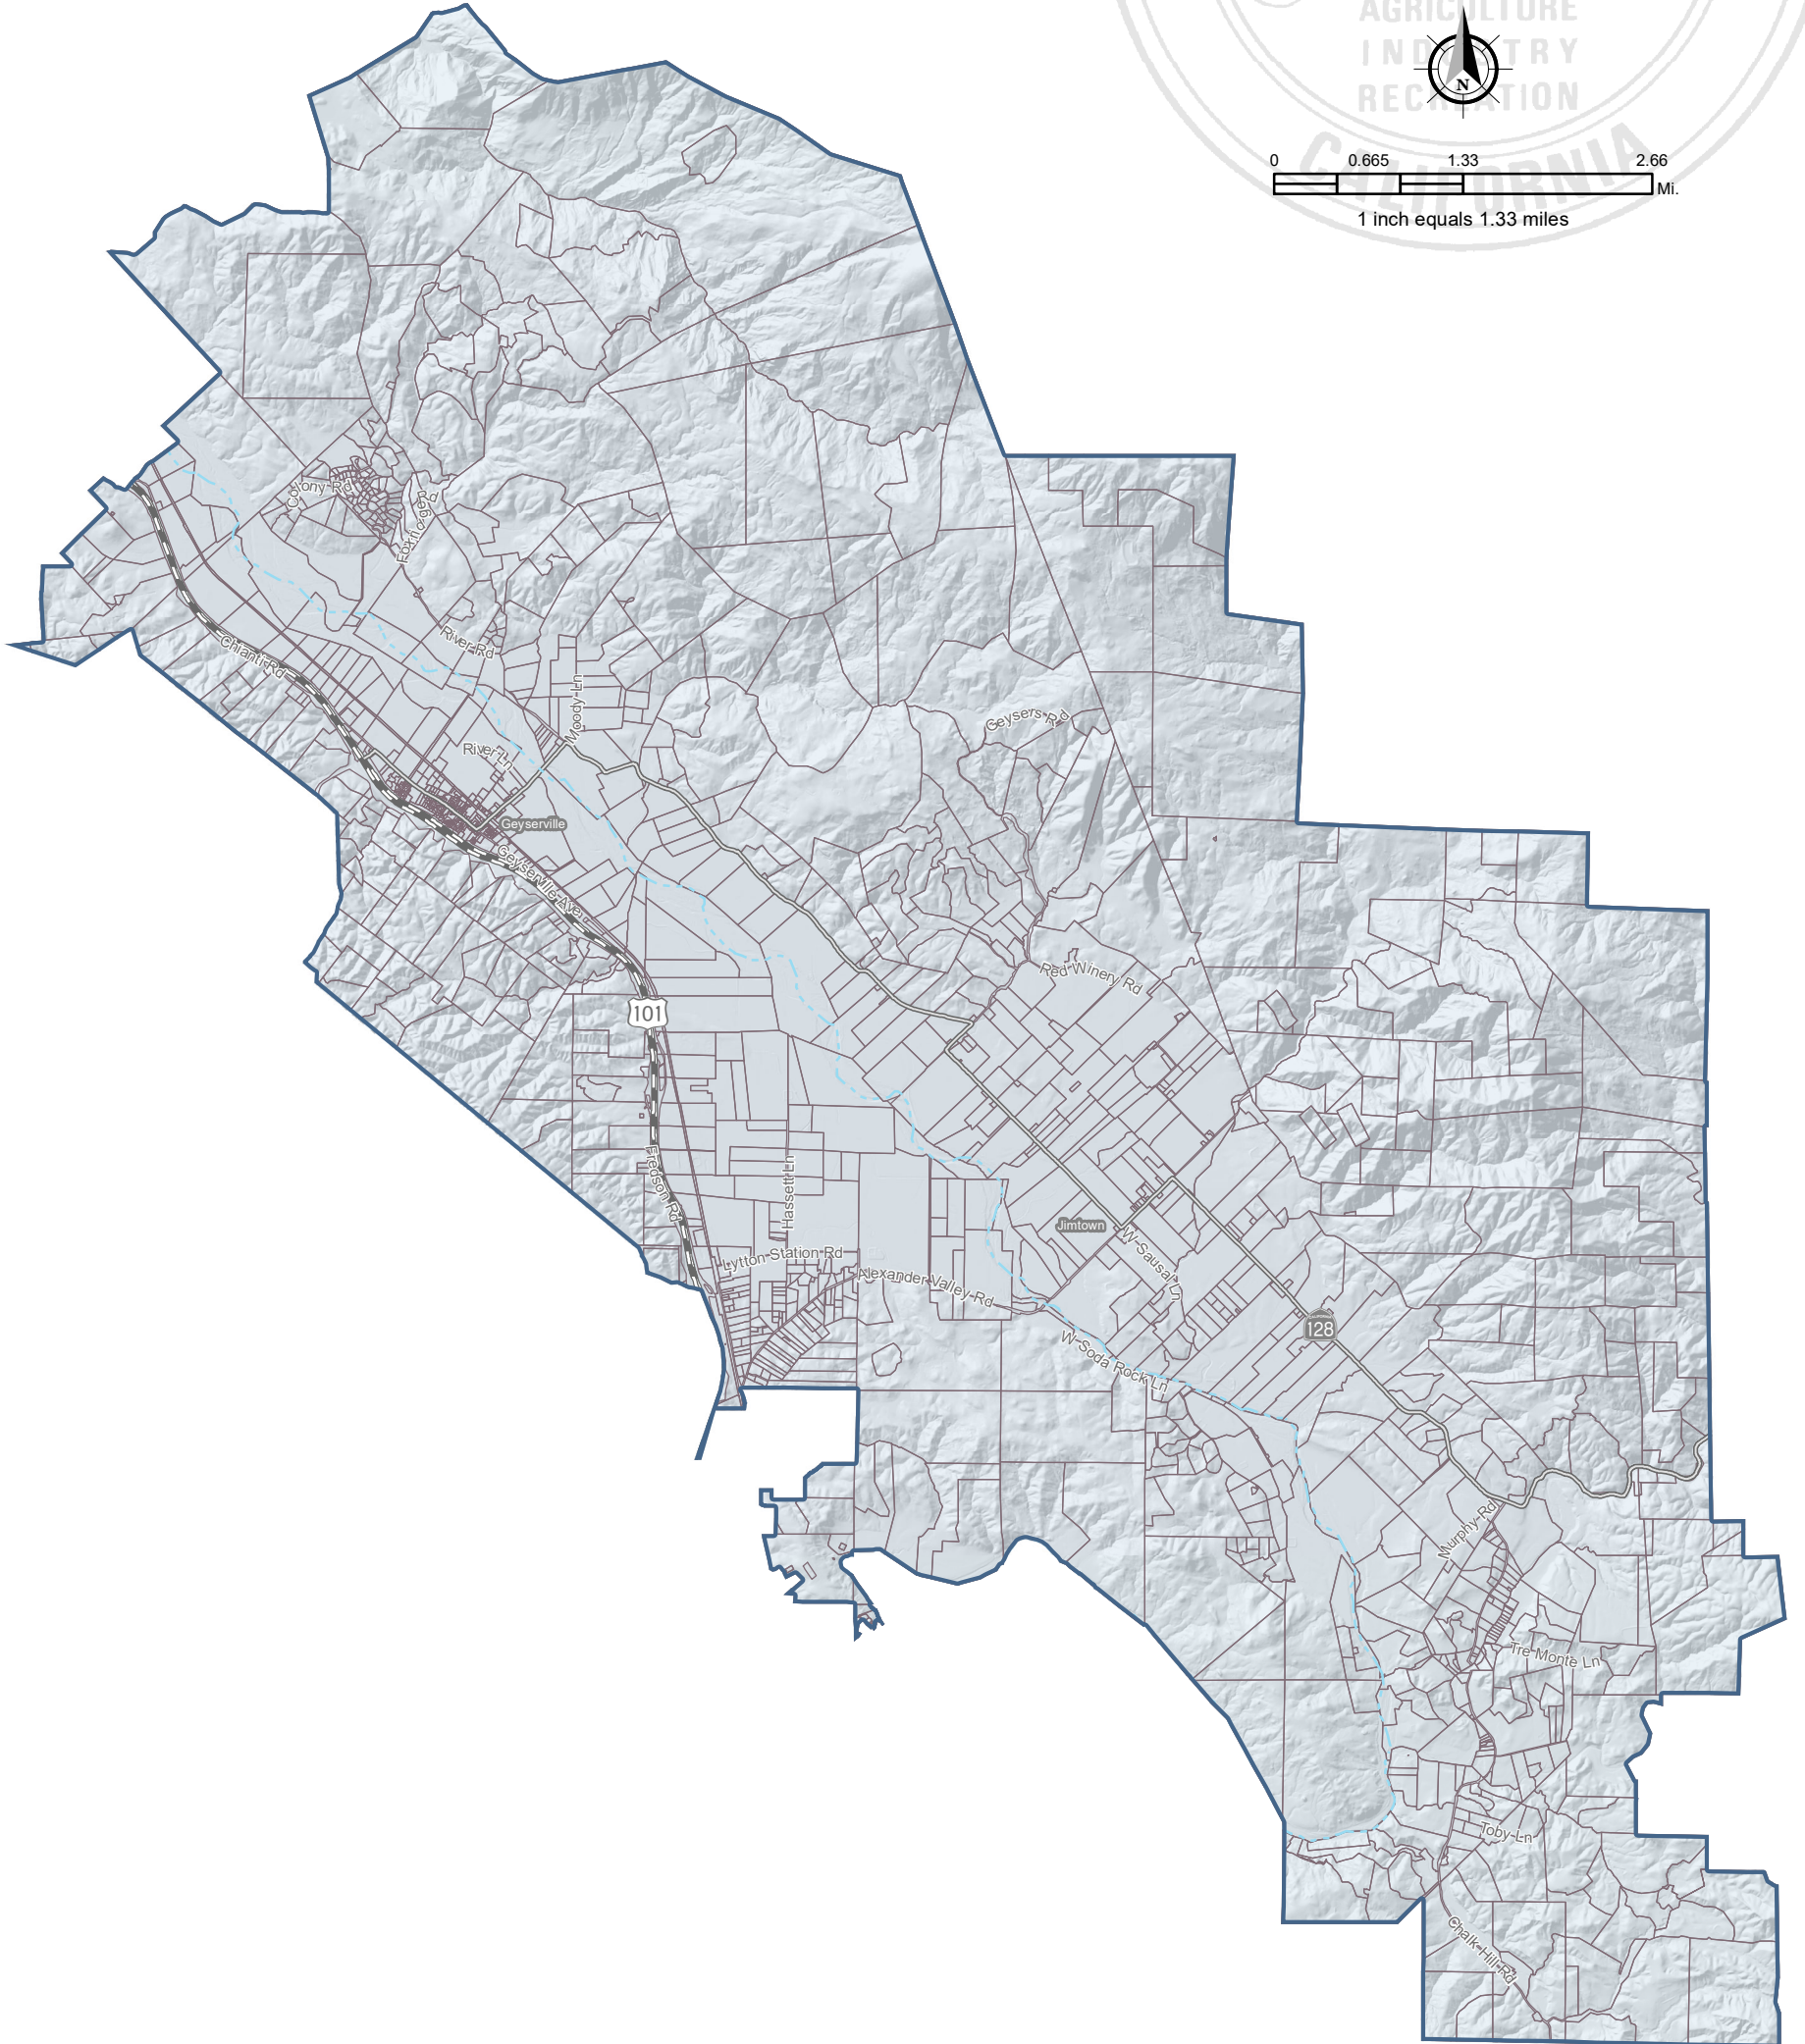 AGRICULTURE
INDUSTRY
RECREATION
CALIFORNIA
N
0 0.665 1.33 2.66
Mi.
1 inch equals 1.33 miles
Colony Rd
Foxridge Rd
River Rd
Chianti Rd
Moody Ln
River Ln
Geysers Rd
Geyserville
Geyserville Ave
Red Winery Rd
101
Fredson Rd
Hassett Ln
Jimtown
W Sausal Ln
Lytton Station Rd
Alexander Valley Rd
128
W Soda Rock Ln
Murphy Rd
Tre Monte Ln
Toby Ln
Chalk Hill Rd